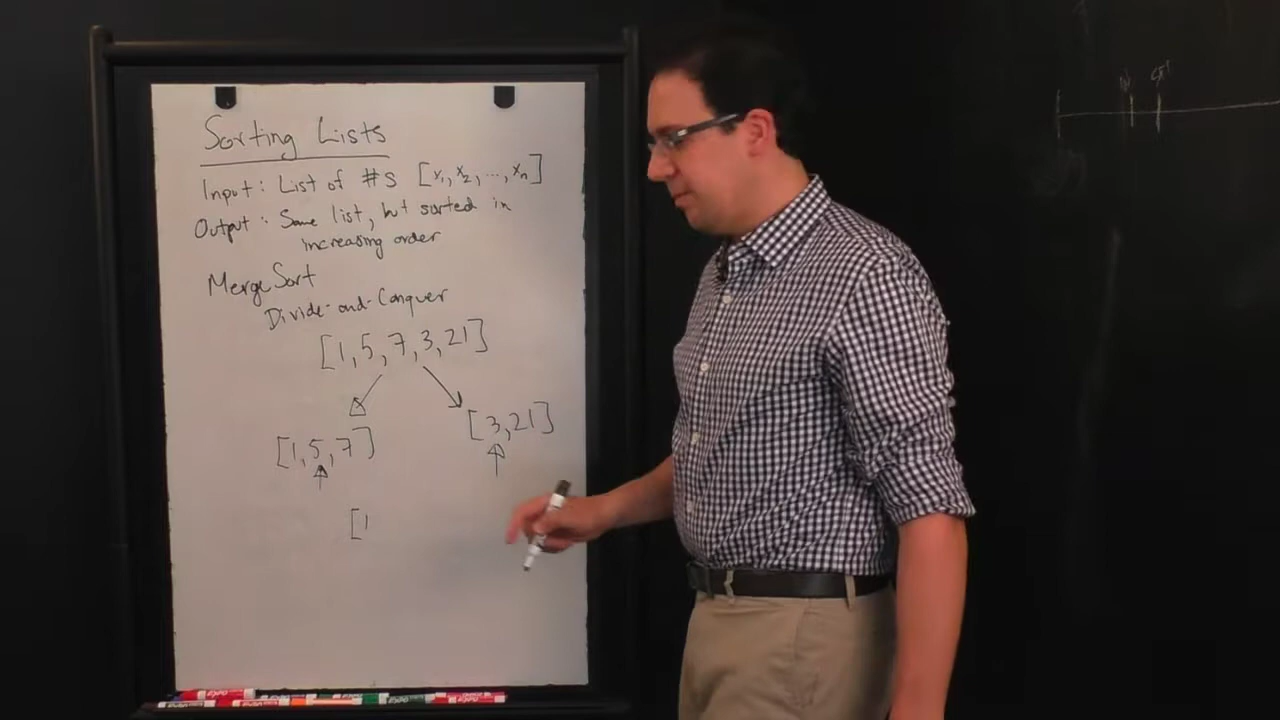 Sorting Lists
Input: List of #s [x₁, x₂, ..., xₙ]
Output: Same list, but sorted in
increasing order
MergeSort
Divide-and-Conquer
[1, 5, 7, 3, 21]
[3, 21]
[1, 5, 7]
[1